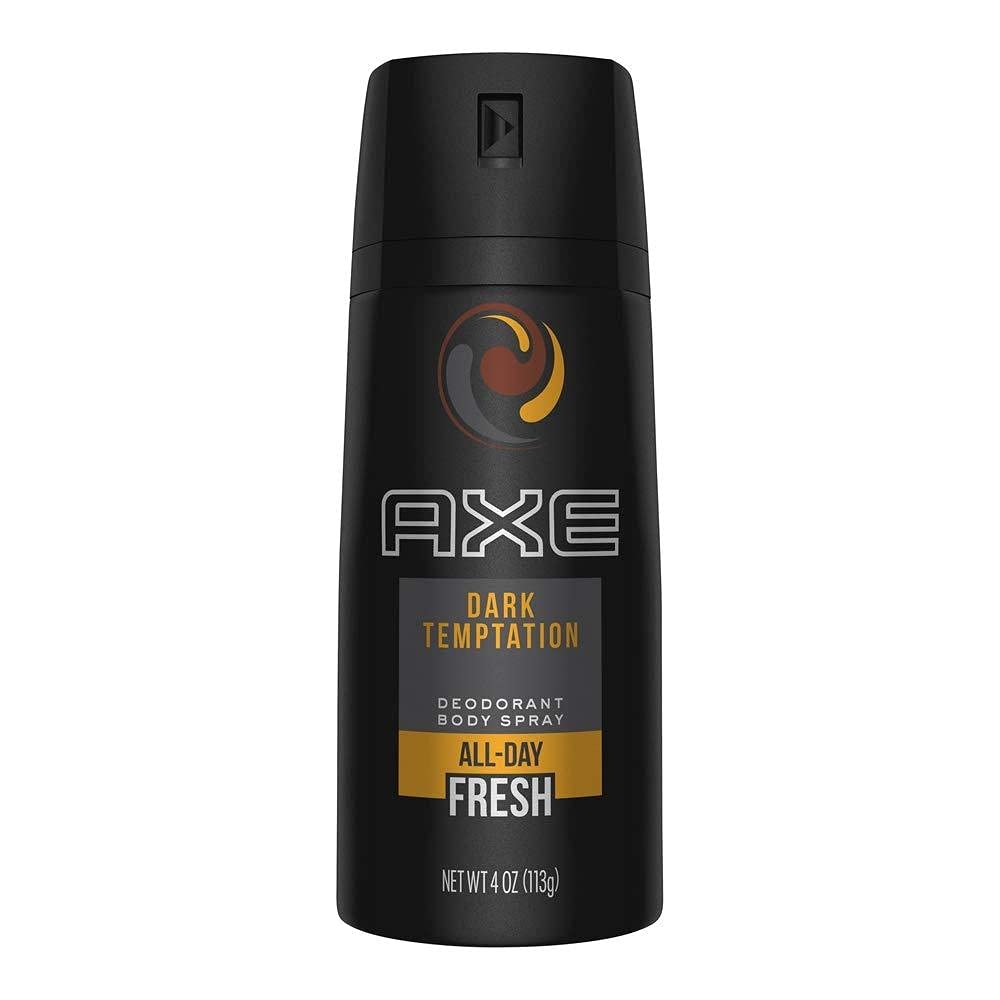 AXE
DARK
TEMPTATION
DEODORANT
BODY SPRAY
ALL-DAY
FRESH
NET WT 4 OZ (113g)